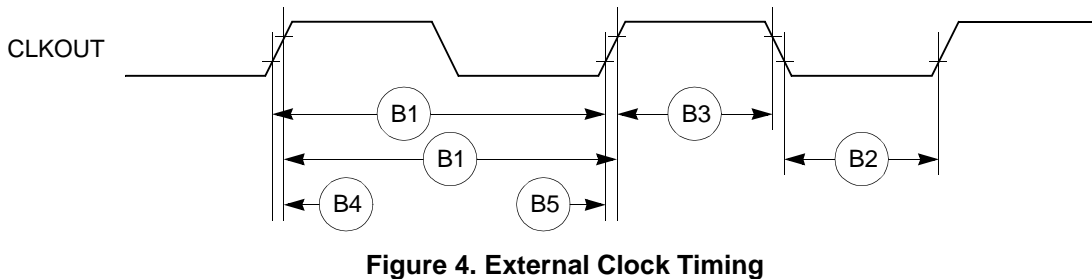 CLKOUT
B1
B3
B1
B2
B4
B5
Figure 4. External Clock Timing